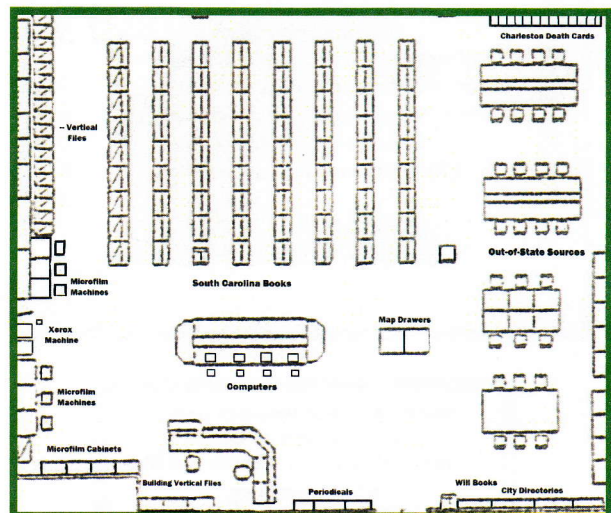 Charleston Death Cards
– Vertical
Files
Out-of-State Sources
South Carolina Books
Microfilm
Machines
Map Drawers
Xerox
Machine
Computers
Microfilm
Machines
Microfilm Cabinets
Building Vertical Files
Periodicals
Will Books
City Directories